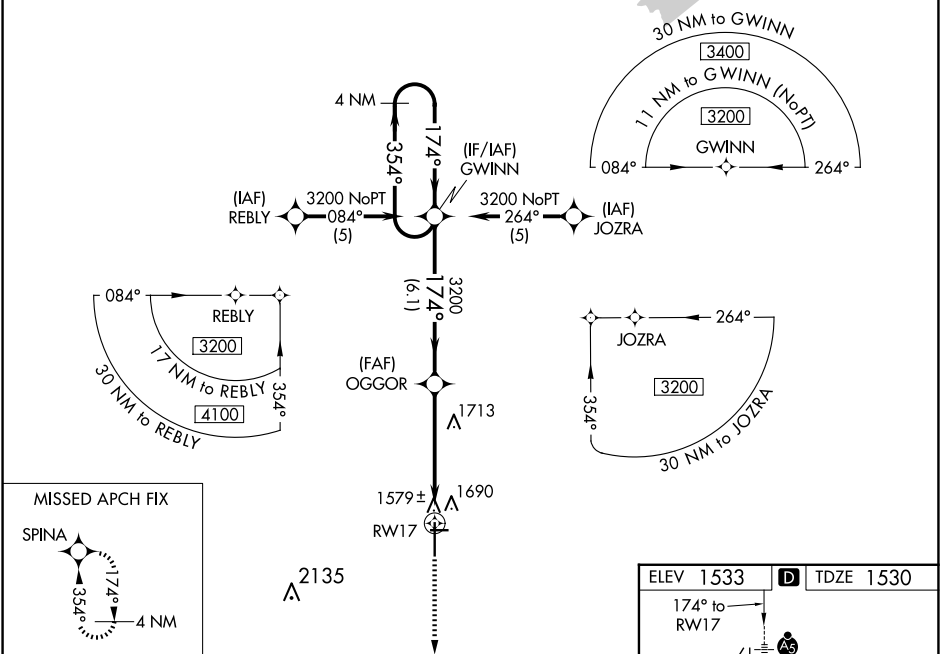 30 NM to GWINN
3400
11 NM to GWINN (NoPT)
3200
GWINN
084°
264°
4 NM
354°
174°
(IF/IAF)
GWINN
(IAF)
REBLY
3200 NoPT
084°
(5)
3200 NoPT
264°
(5)
(IAF)
JOZRA
3200
174°
(6.1)
084°
REBLY
3200
17 NM to REBLY
4100
30 NM to REBLY
354°
JOZRA
264°
3200
354°
30 NM to JOZRA
(FAF)
OGGOR
1713
1579±
1690
RW17
2135
MISSED APCH FIX
SPINA
354°
174°
4 NM
ELEV 1533 D TDZE 1530
174° to
RW17
A5